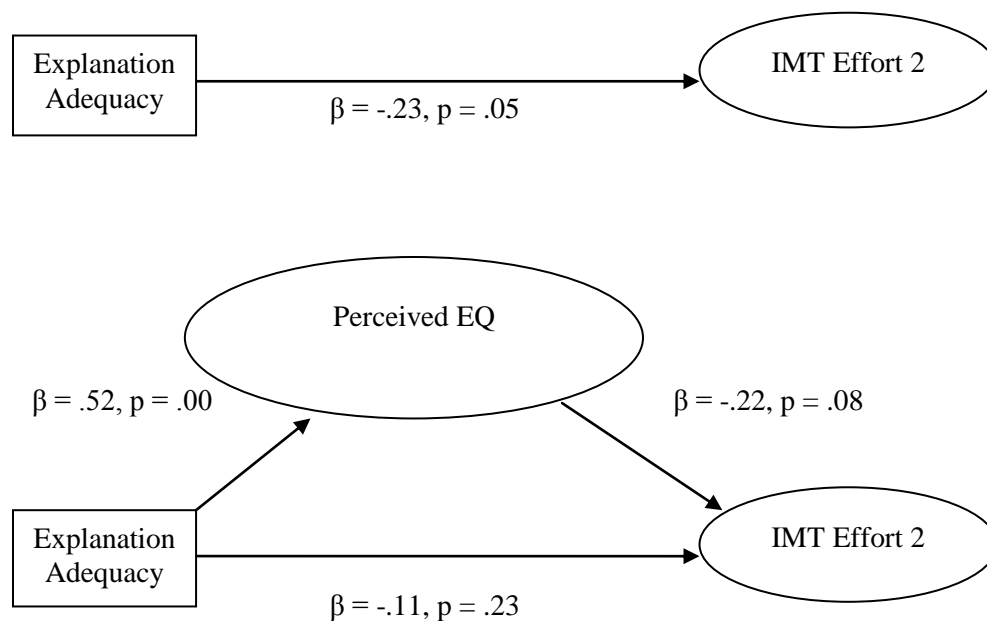 Explanation
Adequacy
IMT Effort 2
β = -.23, p = .05
Perceived EQ
β = .52, p = .00
β = -.22, p = .08
Explanation
Adequacy
IMT Effort 2
β = -.11, p = .23